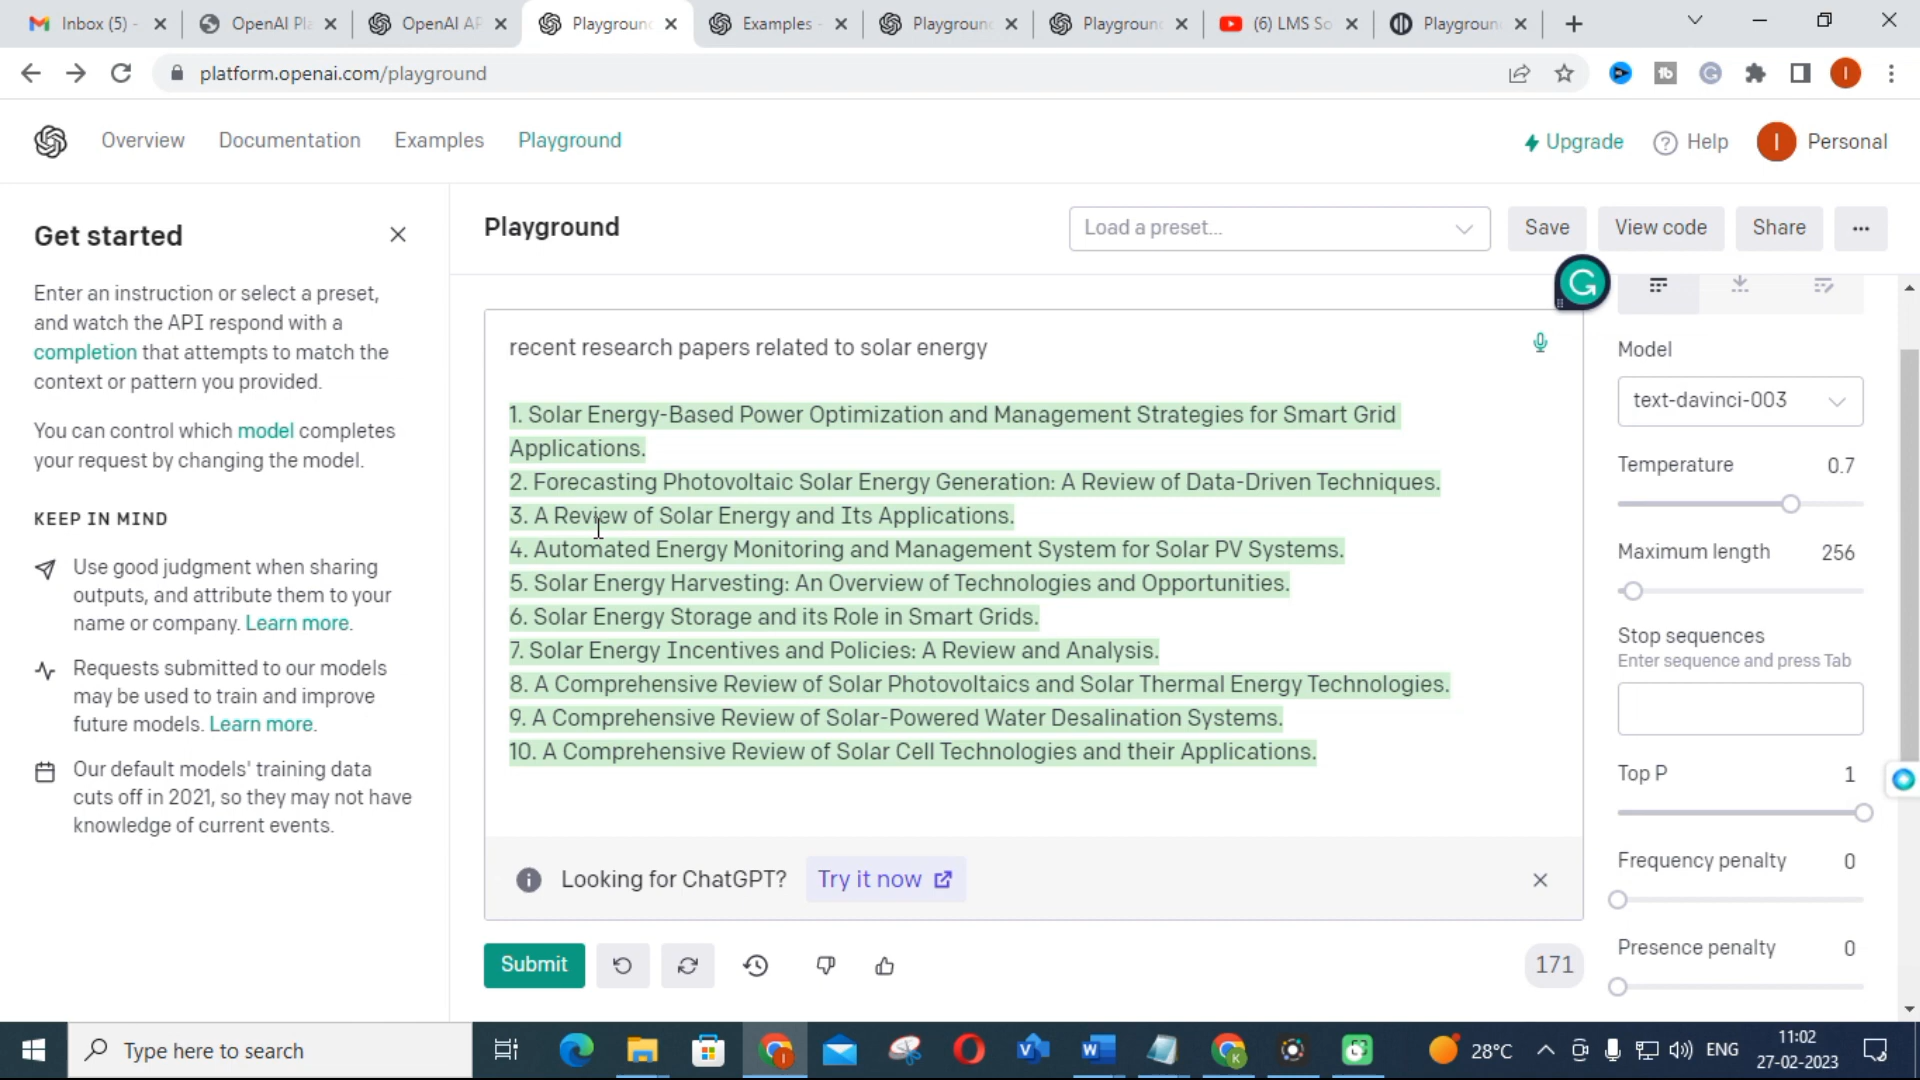 Inbox (5) -
OpenAI Pla
OpenAI AP
Playground
Examples -
Playground
Playground
(6) LMS So
Playground
platform.openai.com/playground
Overview
Documentation
Examples
Playground
Upgrade
Help
I
Personal
Get started
Enter an instruction or select a preset,
and watch the API respond with a
completion that attempts to match the
context or pattern you provided.
You can control which model completes
your request by changing the model.
KEEP IN MIND
Use good judgment when sharing
outputs, and attribute them to your
name or company. Learn more.
Requests submitted to our models
may be used to train and improve
future models. Learn more.
Our default models' training data
cuts off in 2021, so they may not have
knowledge of current events.
Playground
Load a preset...
Save
View code
Share
...
recent research papers related to solar energy
1. Solar Energy-Based Power Optimization and Management Strategies for Smart Grid
Applications.
2. Forecasting Photovoltaic Solar Energy Generation: A Review of Data-Driven Techniques.
3. A Review of Solar Energy and Its Applications.
4. Automated Energy Monitoring and Management System for Solar PV Systems.
5. Solar Energy Harvesting: An Overview of Technologies and Opportunities.
6. Solar Energy Storage and its Role in Smart Grids.
7. Solar Energy Incentives and Policies: A Review and Analysis.
8. A Comprehensive Review of Solar Photovoltaics and Solar Thermal Energy Technologies.
9. A Comprehensive Review of Solar-Powered Water Desalination Systems.
10. A Comprehensive Review of Solar Cell Technologies and their Applications.
Looking for ChatGPT? Try it now
Submit
171
Model
text-davinci-003
Temperature 0.7
Maximum length 256
Stop sequences
Enter sequence and press Tab
Top P 1
Frequency penalty 0
Presence penalty 0
Type here to search
28°C
ENG
11:02
27-02-2023